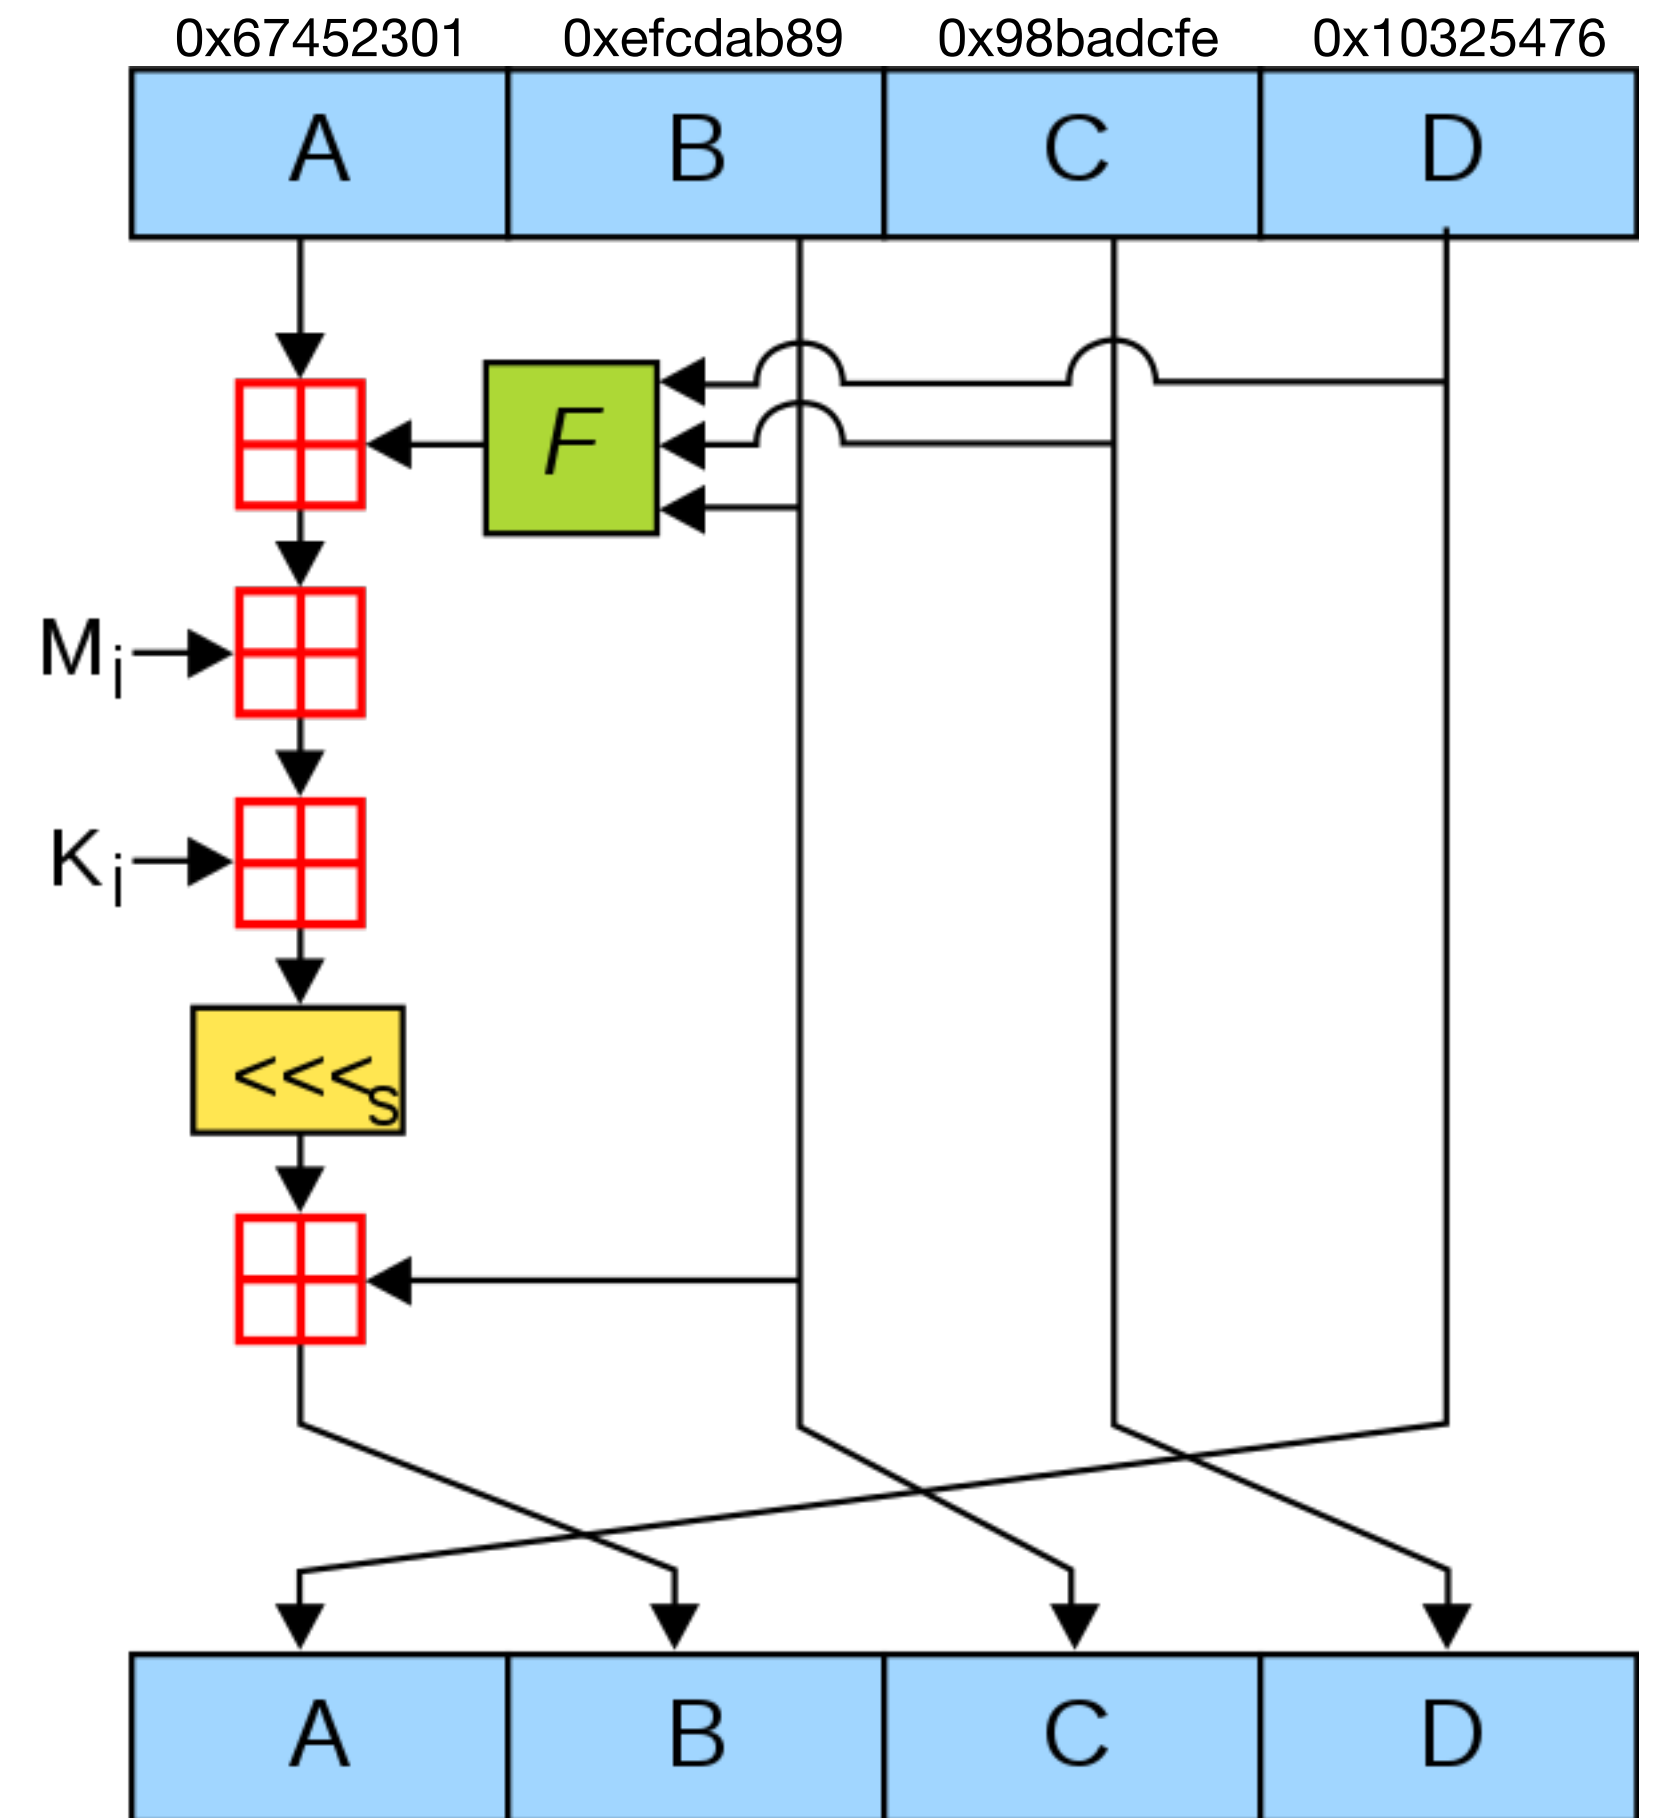 0x67452301 0xefcdab89 0x98badcfe 0x10325476
A B C D
F
Mi
Ki
<<<s
A B C D